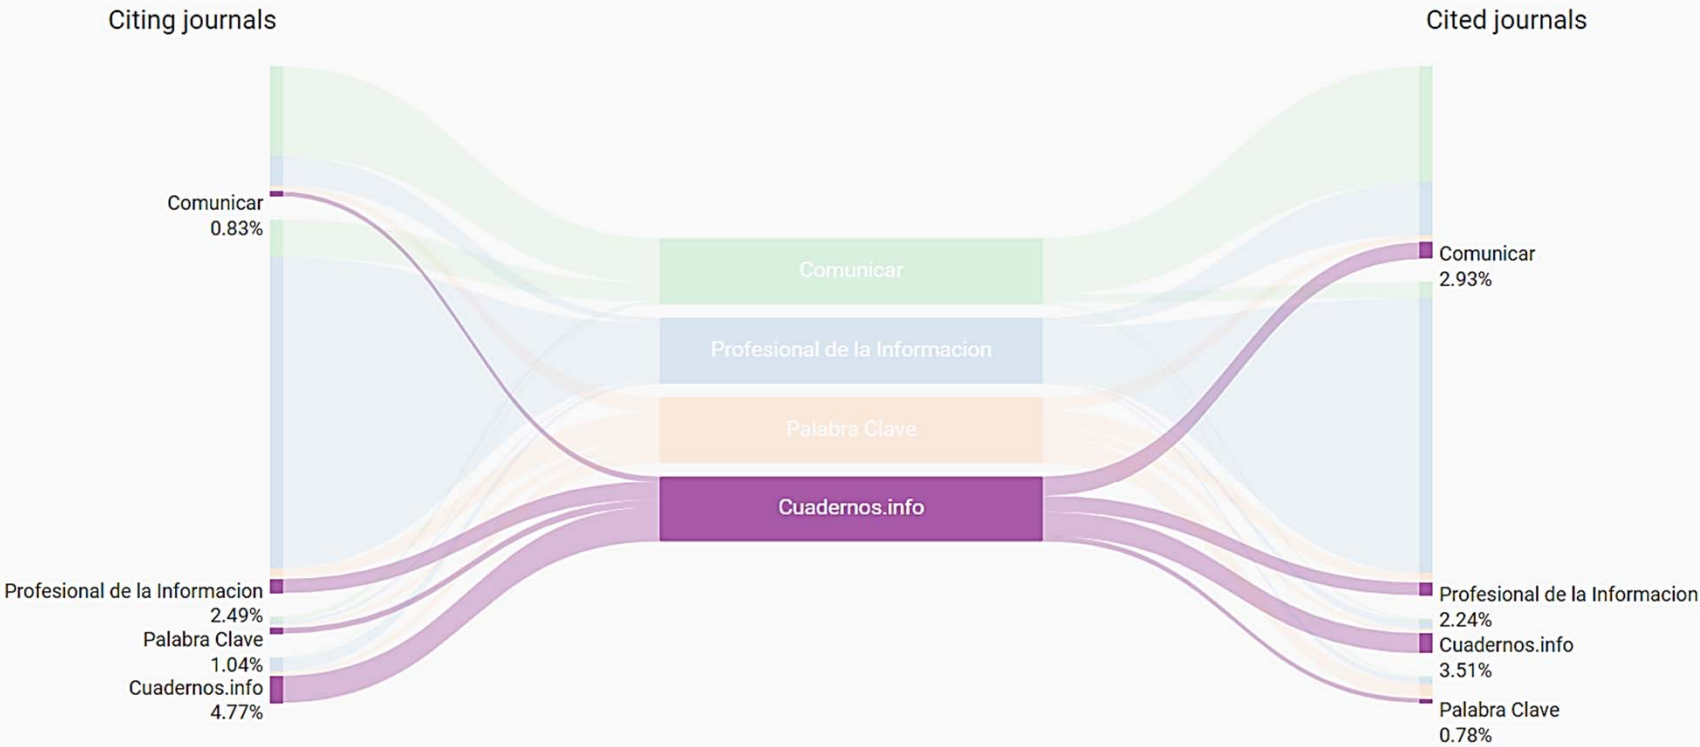 Citing journals
Cited journals
Comunicar
0.83%
Profesional de la Informacion
2.49%
Palabra Clave
1.04%
Cuadernos.info
4.77%
Comunicar
Profesional de la Informacion
Palabra Clave
Cuadernos.info
Comunicar
2.93%
Profesional de la Informacion
2.24%
Cuadernos.info
3.51%
Palabra Clave
0.78%